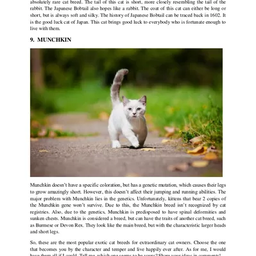 absolutely rare cat breed. The tail of this cat is short, more closely resembling the tail of the
rabbit. The Japanese Bobtail also hopes like a rabbit. The coat of this cat can either be long or
short, but is always soft and silky. The history of Japanese Bobtail can be traced back in 1602. It
is the good luck cat of Japan. This cat brings good luck to everybody who is fortunate enough to
live with them.
9. MUNCHKIN
Munchkin doesn't have a specific coloration, but has a genetic mutation, which causes their legs
to grow amazingly short. However, this doesn't affect their jumping and running abilities. The
major problem with Munchkin lies in the genetics. Unfortunately, kittens that bear 2 copies of
the Munchkin gene won't survive. Due to this, the Munchkin bread isn't recognized by cat
registries. Also, due to the genetics, Munchkin is predisposed to have spinal deformities and
sunken chests. Munchkin is considered a breed, but can have the traits of another cat breed, such
as Burmese or Devon Rex. They look like the main breed, but with the characteristic larger heads
and short legs.
So, these are the most popular exotic cat breeds for extraordinary cat owners. Choose the one
that becomes you by the character and temper and live happily ever after. As for me, I would